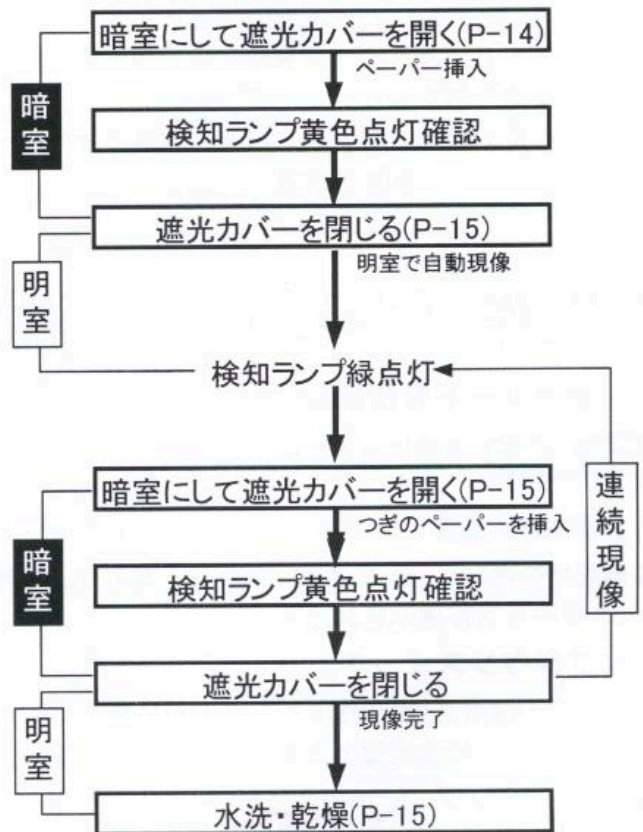 暗室にして遮光カバーを開く(P-14)
ペーパー挿入
暗室
検知ランプ黄色点灯確認
遮光カバーを閉じる(P-15)
明室で自動現像
明室
検知ランプ緑点灯
暗室にして遮光カバーを開く(P-15)
つぎのペーパーを挿入
連続現像
暗室
検知ランプ黄色点灯確認
遮光カバーを閉じる
現像完了
明室
水洗・乾燥(P-15)